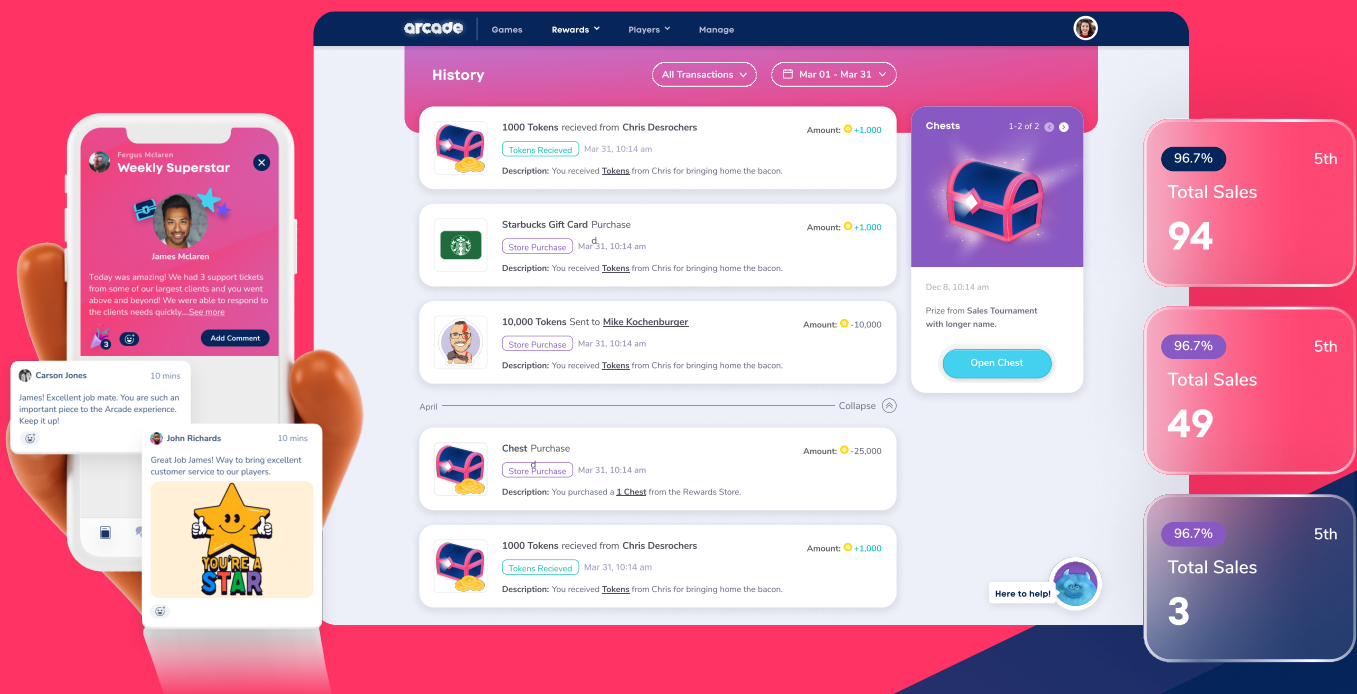 arcade
Games
Rewards
Players
Manage
History
All Transactions
Mar 01 - Mar 31
1000 Tokens recieved from Chris Desrochers
Amount: +1,000
Tokens Recieved Mar 31, 10:14 am
Description: You received Tokens from Chris for bringing home the bacon.
Starbucks Gift Card Purchase
d
Amount: +1,000
Store Purchase Mar 31, 10:14 am
Description: You received Tokens from Chris for bringing home the bacon.
10,000 Tokens Sent to Mike Kochenburger
Amount: -10,000
Store Purchase Mar 31, 10:14 am
Description: You received Tokens from Chris for bringing home the bacon.
April
Collapse
Chest Purchase
d
Amount: -25,000
Store Purchase Mar 31, 10:14 am
Description: You purchased a 1 Chest from the Rewards Store.
1000 Tokens recieved from Chris Desrochers
Amount: +1,000
Tokens Recieved Mar 31, 10:14 am
Description: You received Tokens from Chris for bringing home the bacon.
Chests
1-2 of 2
Dec 8, 10:14 am
Prize from Sales Tournament
with longer name.
Open Chest
Here to help!
Fergus Mclaren
Weekly Superstar
James Mclaren
Today was amazing! We had 3 support tickets
from some of our largest clients and you went
above and beyond! We were able to respond to
the clients needs quickly....See more
3
Add Comment
Carson Jones
10 mins
James! Excellent job mate. You are such an
important piece to the Arcade experience.
Keep it up!
John Richards
10 mins
Great Job James! Way to bring excellent
customer service to our players.
YOU'RE A
STAR
96.7%
5th
Total Sales
94
96.7%
5th
Total Sales
49
96.7%
5th
Total Sales
3